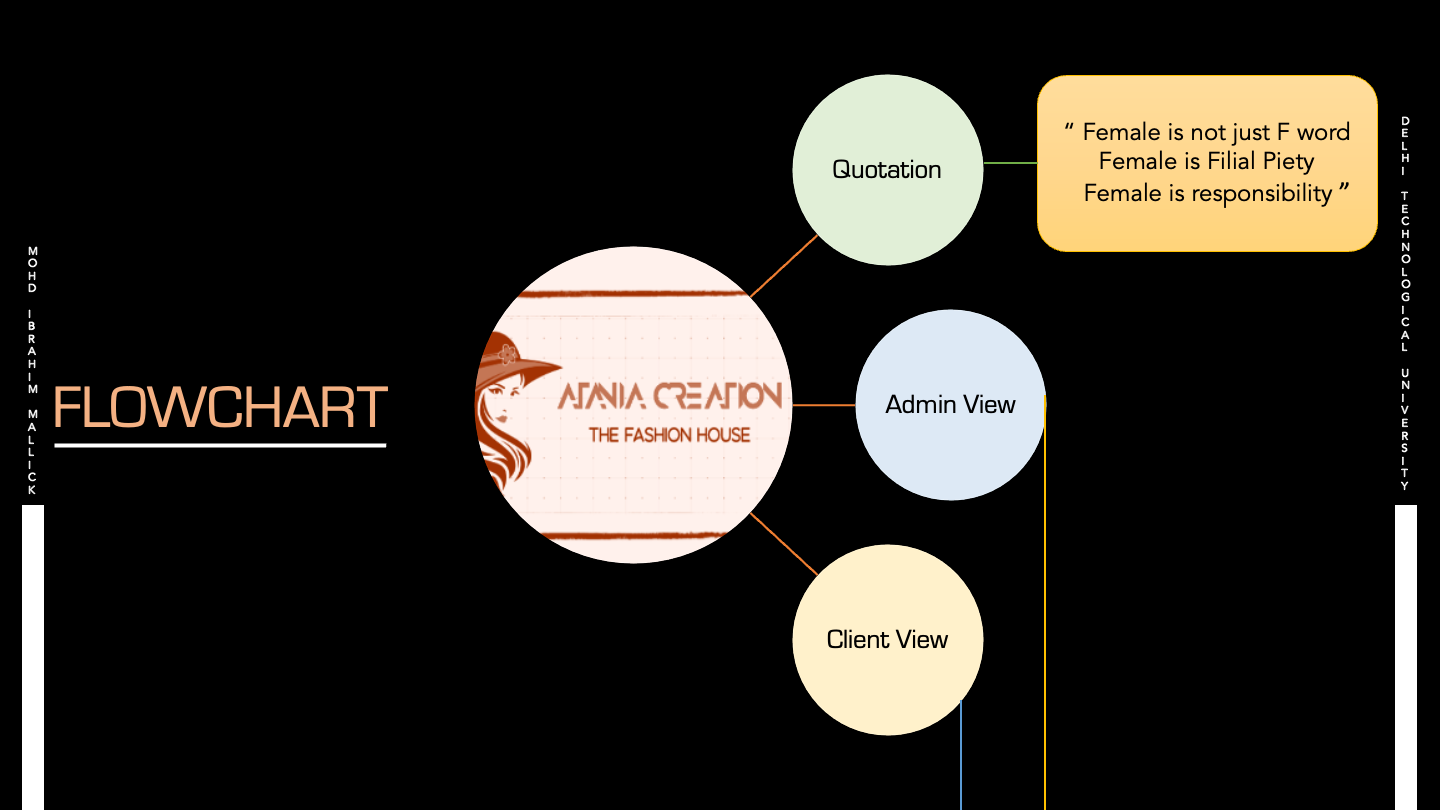 MOHD IBRAHIM MALLICK
FLOWCHART
ATANIA CREATION
THE FASHION HOUSE
Quotation
Admin View
Client View
“ Female is not just F word
Female is Filial Piety
Female is responsibility ”
DELHI TECHNOLOGICAL UNIVERSITY